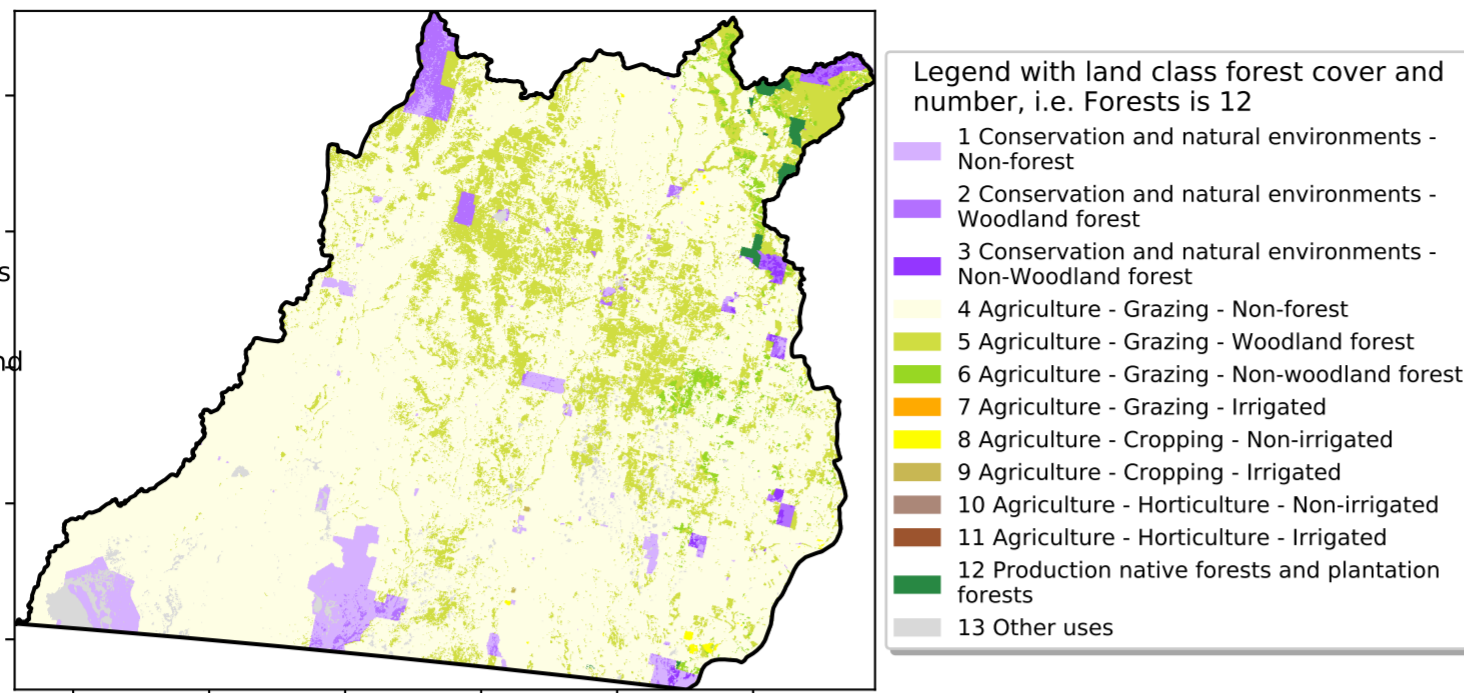 s
nd
Legend with land class forest cover and
number, i.e. Forests is 12
1 Conservation and natural environments -
Non-forest
2 Conservation and natural environments -
Woodland forest
3 Conservation and natural environments -
Non-Woodland forest
4 Agriculture - Grazing - Non-forest
5 Agriculture - Grazing - Woodland forest
6 Agriculture - Grazing - Non-woodland forest
7 Agriculture - Grazing - Irrigated
8 Agriculture - Cropping - Non-irrigated
9 Agriculture - Cropping - Irrigated
10 Agriculture - Horticulture - Non-irrigated
11 Agriculture - Horticulture - Irrigated
12 Production native forests and plantation
forests
13 Other uses